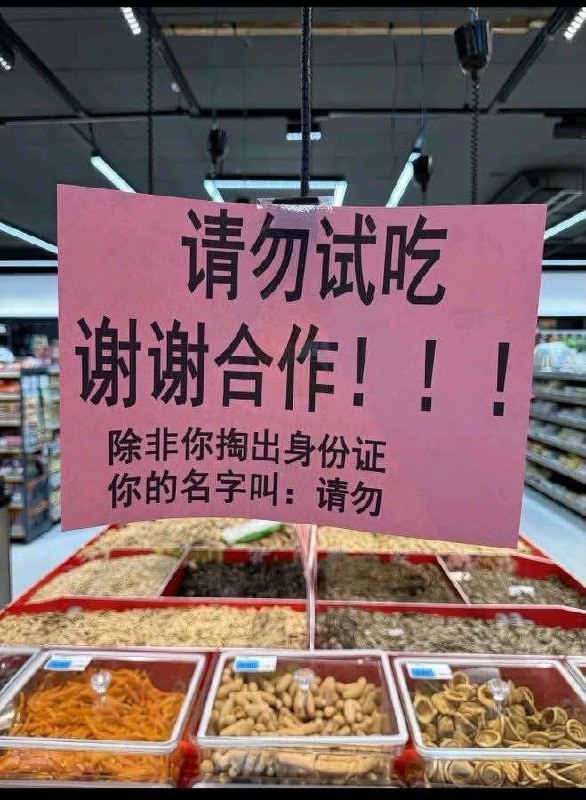 请勿试吃
谢谢合作！！！
除非你掏出身份证
你的名字叫：请勿